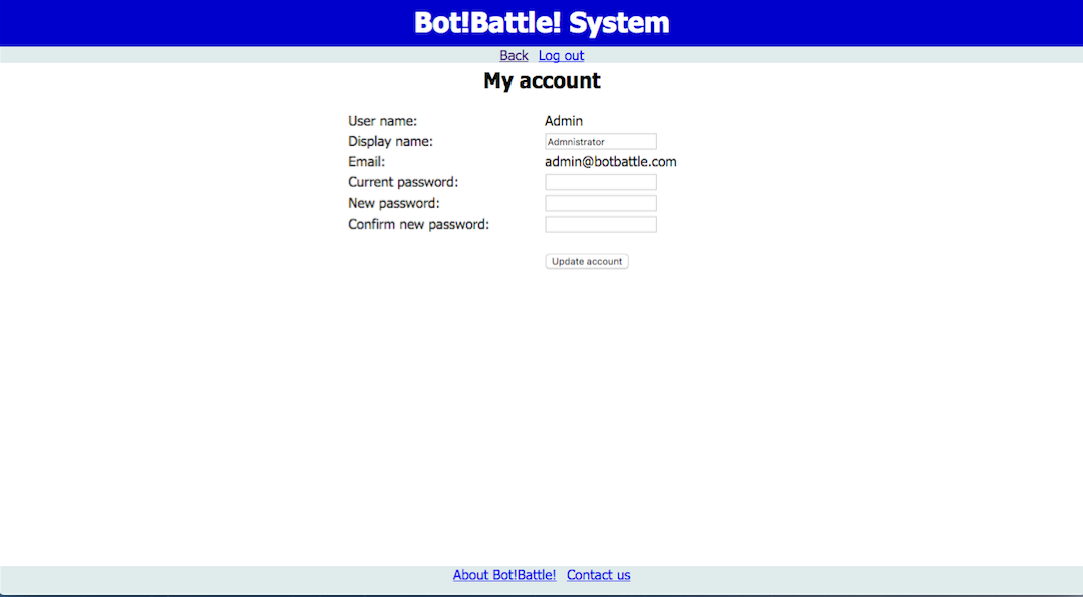 Bot!Battle! System
Back Log out
My account
User name: Admin
Display name: Admnistrator
Email: admin@botbattle.com
Current password:
New password:
Confirm new password:
Update account
About Bot!Battle! Contact us